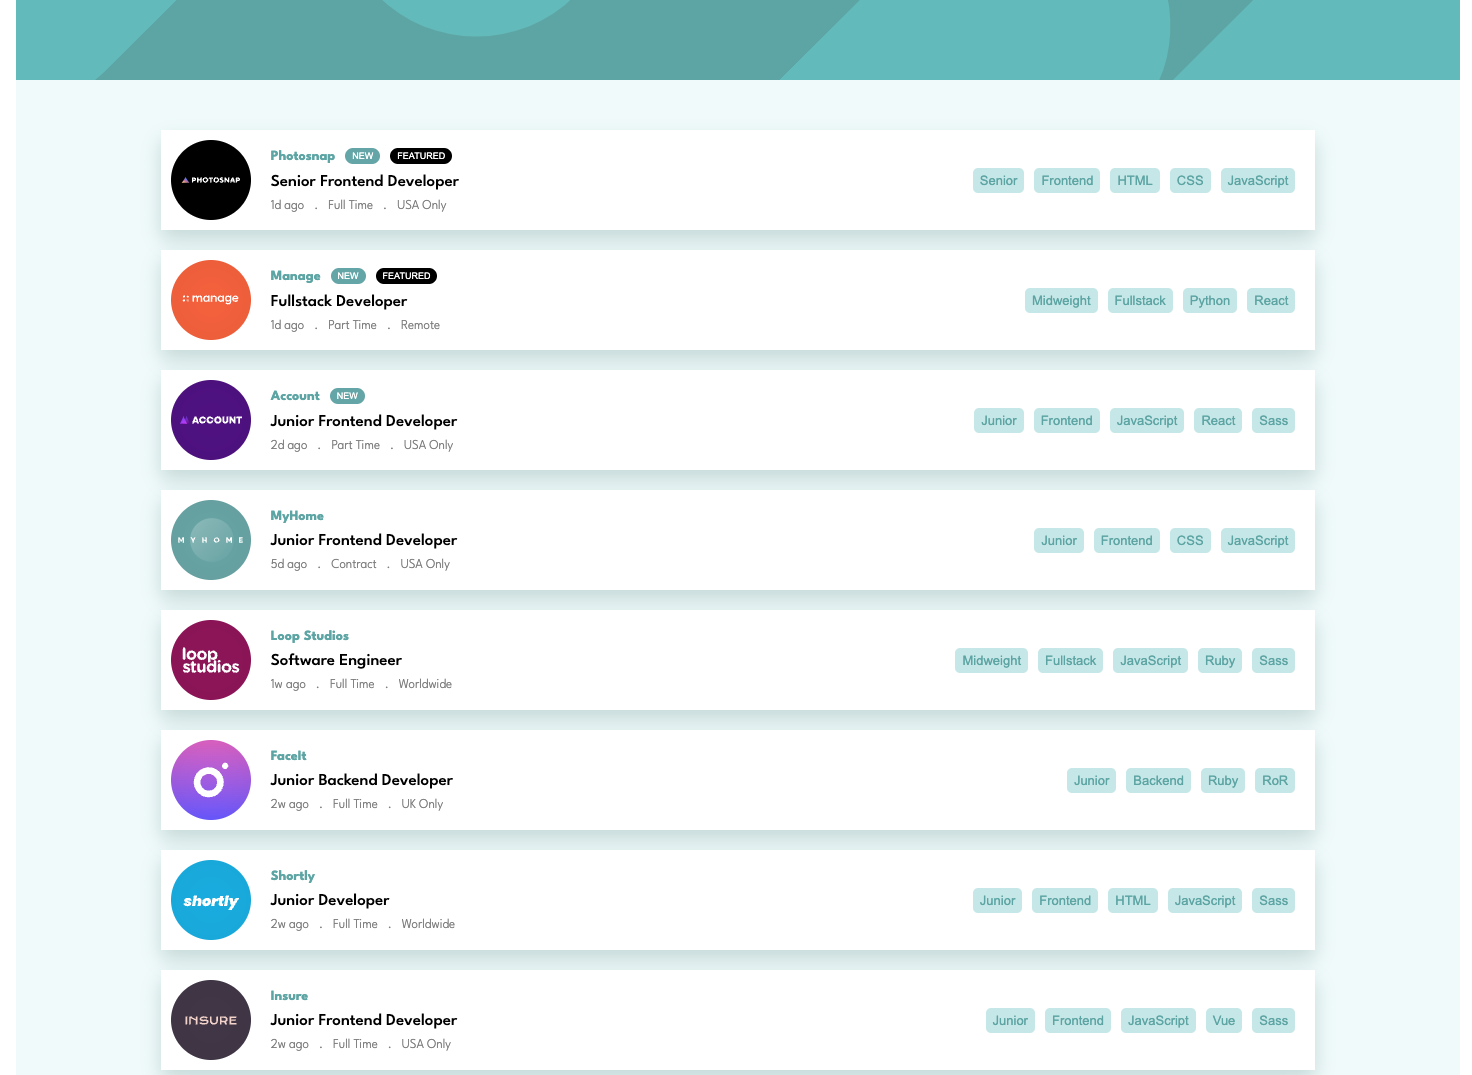 PHOTOSNAP
Photosnap NEW FEATURED
Senior Frontend Developer
1d ago . Full Time . USA Only
Senior Frontend HTML CSS JavaScript
manage
Manage NEW FEATURED
Fullstack Developer
1d ago . Part Time . Remote
Midweight Fullstack Python React
ACCOUNT
Account NEW
Junior Frontend Developer
2d ago . Part Time . USA Only
Junior Frontend JavaScript React Sass
MYHOME
MyHome
Junior Frontend Developer
5d ago . Contract . USA Only
Junior Frontend CSS JavaScript
loop
studios
Loop Studios
Software Engineer
1w ago . Full Time . Worldwide
Midweight Fullstack JavaScript Ruby Sass
FaceIt
Junior Backend Developer
2w ago . Full Time . UK Only
Junior Backend Ruby RoR
shortly
Shortly
Junior Developer
2w ago . Full Time . Worldwide
Junior Frontend HTML JavaScript Sass
INSURE
Insure
Junior Frontend Developer
2w ago . Full Time . USA Only
Junior Frontend JavaScript Vue Sass